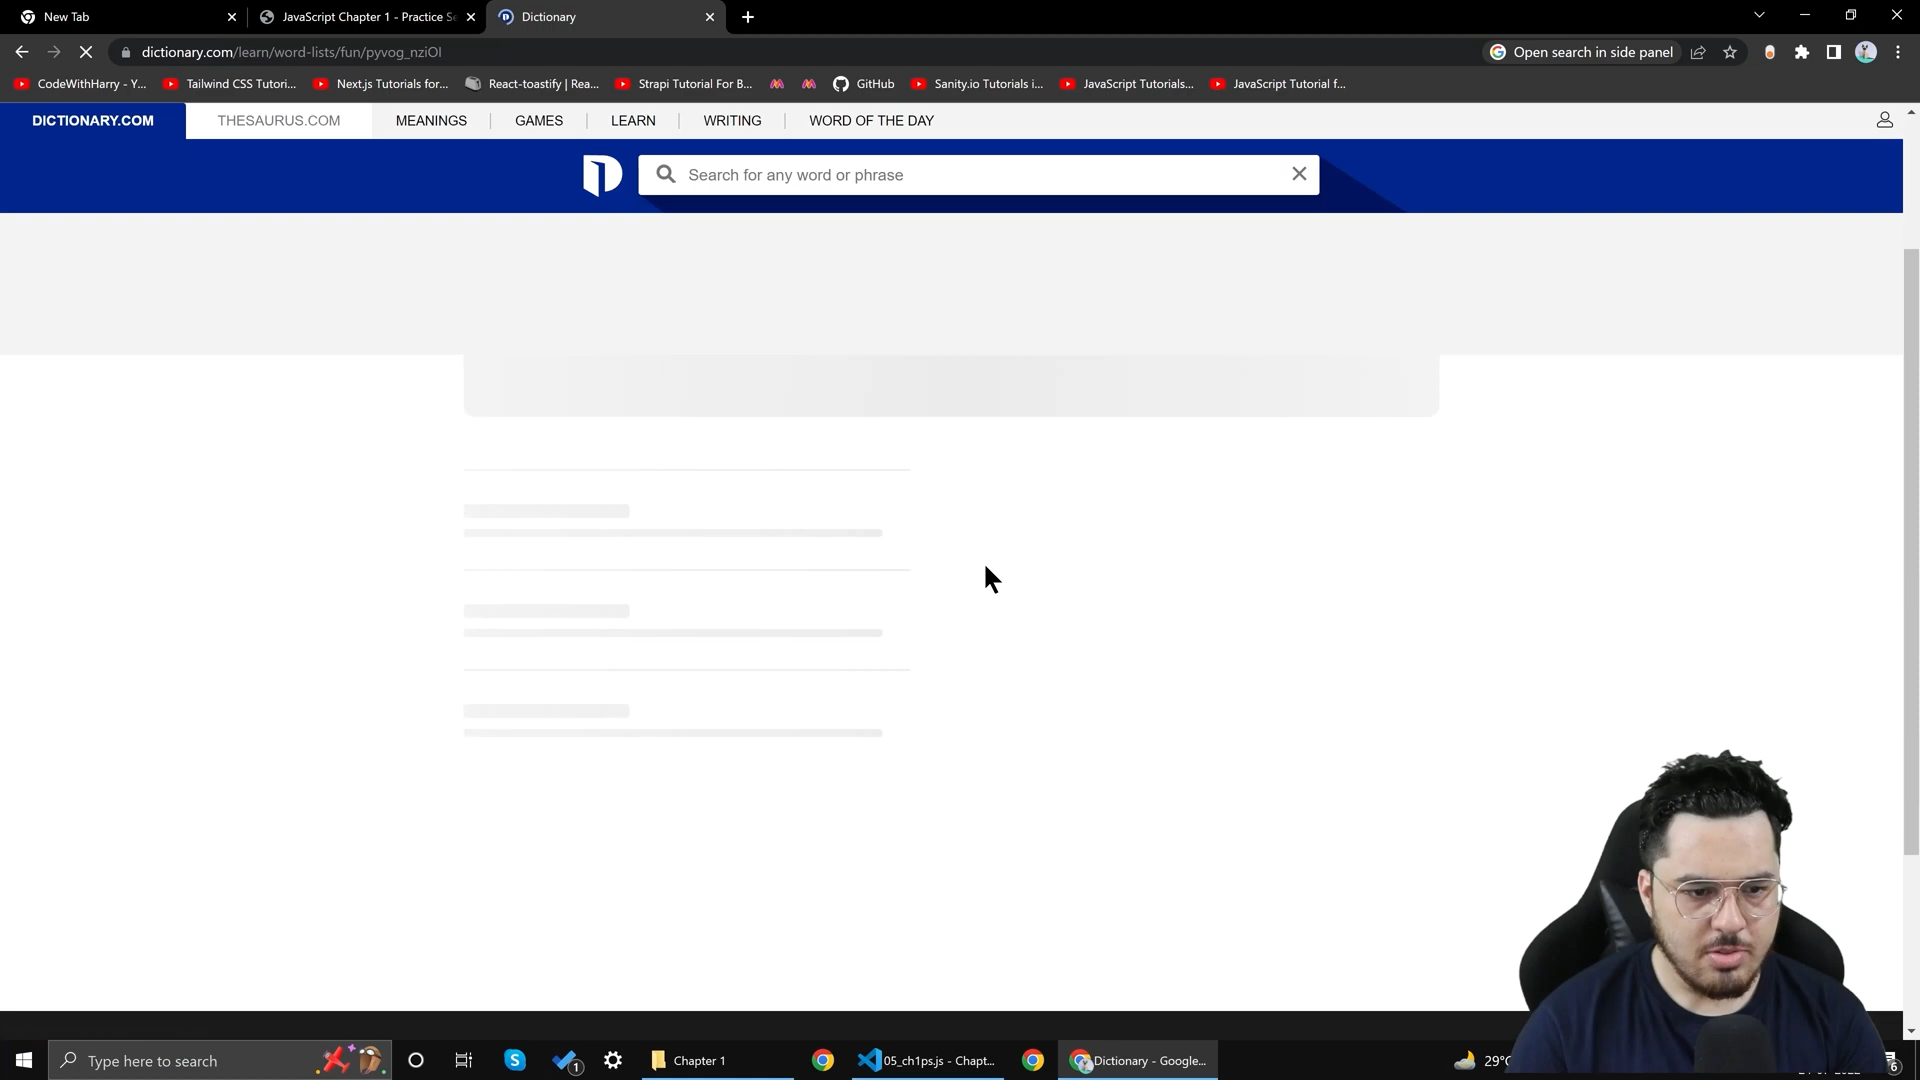 New Tab
JavaScript Chapter 1 - Practice Se
Dictionary
dictionary.com/learn/word-lists/fun/pyvog_nziOl
Open search in side panel
CodeWithHarry - Y...
Tailwind CSS Tutori...
Next.js Tutorials for...
React-toastify | Rea...
Strapi Tutorial For B...
GitHub
Sanity.io Tutorials i...
JavaScript Tutorials...
JavaScript Tutorial f...
DICTIONARY.COM
THESAURUS.COM
MEANINGS
GAMES
LEARN
WRITING
WORD OF THE DAY
Search for any word or phrase
Type here to search
1
Chapter 1
05_ch1ps.js - Chapt...
Dictionary - Google...
29°C
6